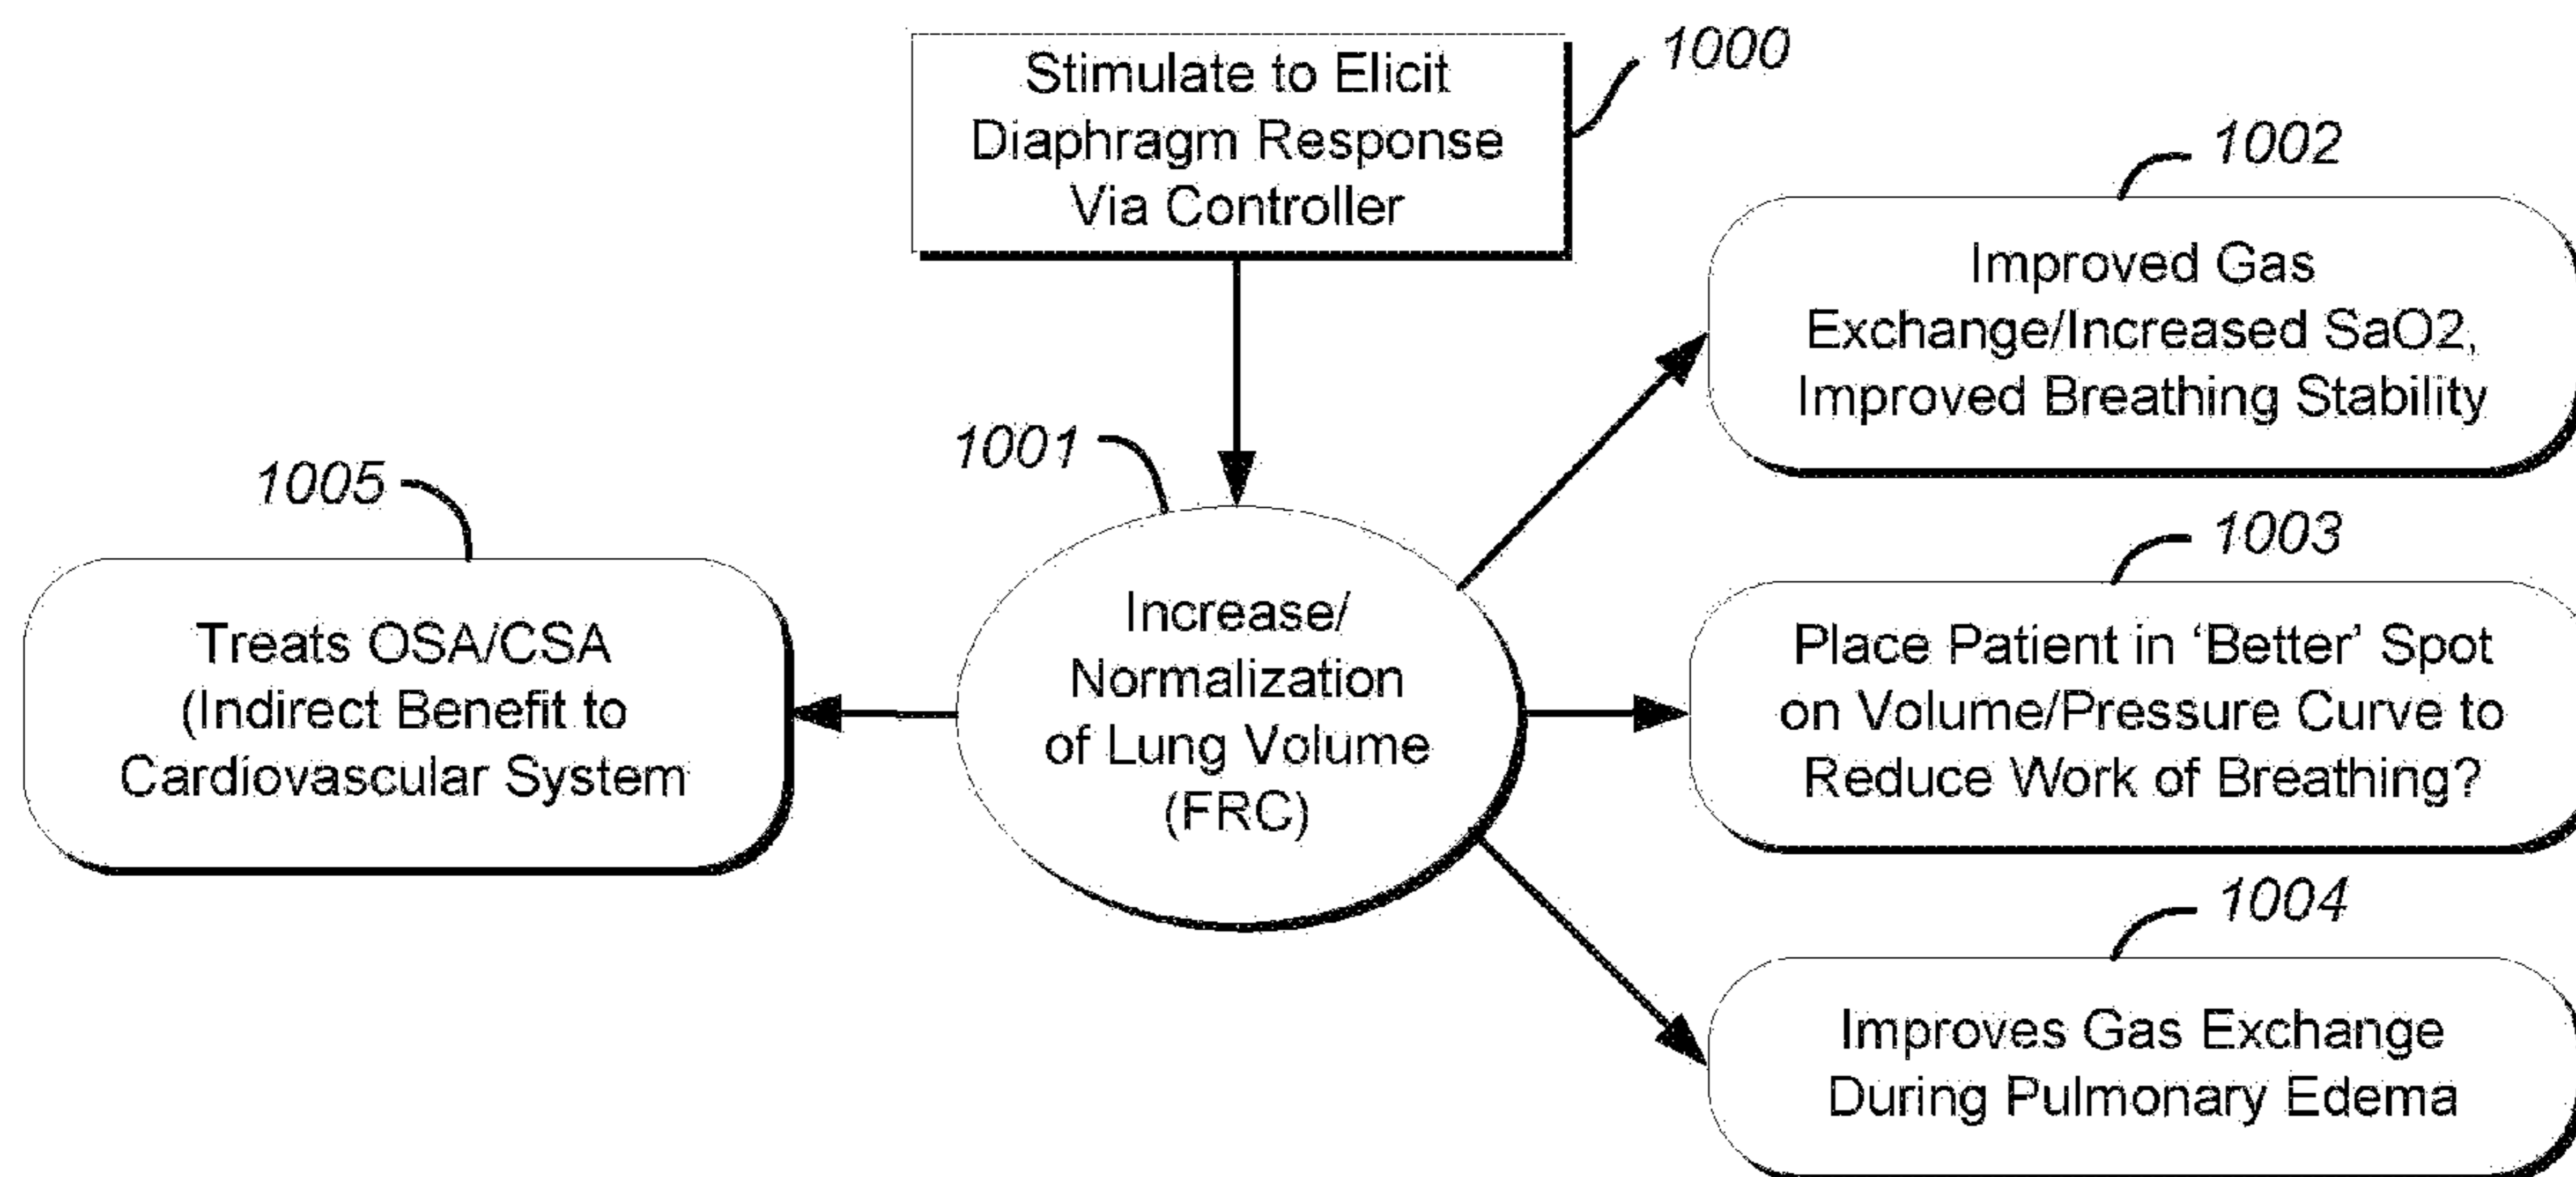 Stimulate to Elicit
Diaphragm Response
Via Controller
1000
1002
Improved Gas
Exchange/Increased SaO2,
Improved Breathing Stability
1001
1005
Increase/
Normalization
of Lung Volume
(FRC)
Treats OSA/CSA
(Indirect Benefit to
Cardiovascular System
1003
Place Patient in ‘Better’ Spot
on Volume/Pressure Curve to
Reduce Work of Breathing?
1004
Improves Gas Exchange
During Pulmonary Edema